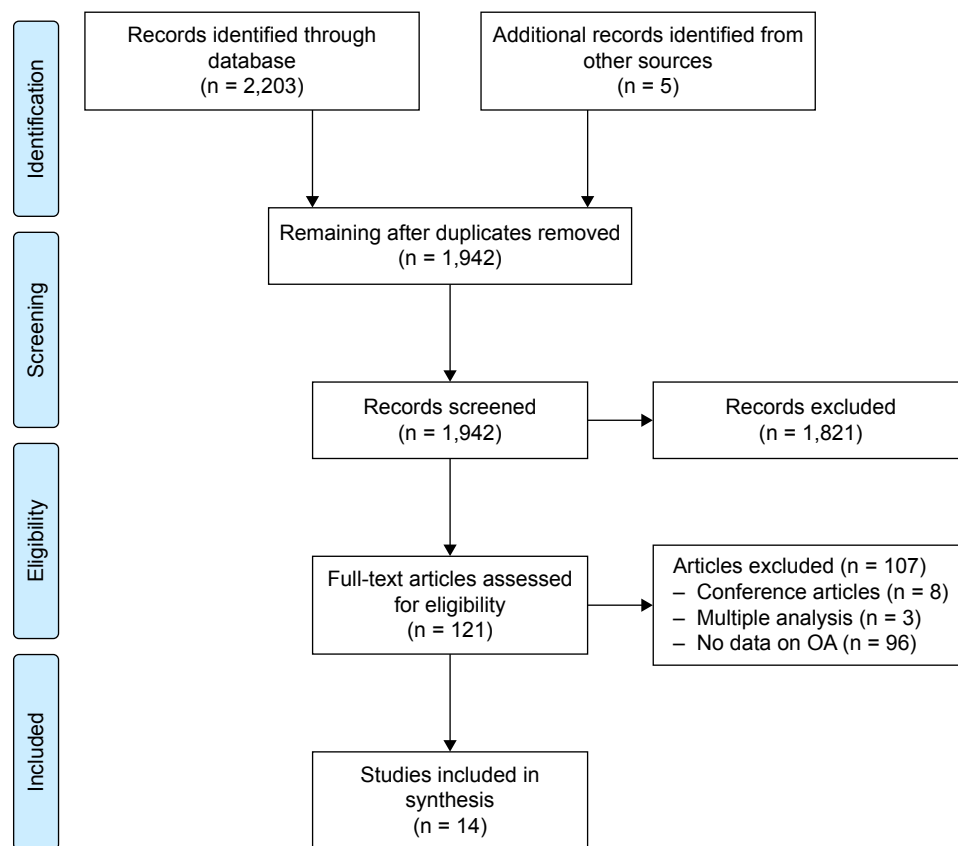 Identification
Records identified through
database
(n = 2,203)
Additional records identified from
other sources
(n = 5)
Screening
Remaining after duplicates removed
(n = 1,942)
Records screened
(n = 1,942)
Records excluded
(n = 1,821)
Eligibility
Full-text articles assessed
for eligibility
(n = 121)
Articles excluded (n = 107)
– Conference articles (n = 8)
– Multiple analysis (n = 3)
– No data on OA (n = 96)
Included
Studies included in
synthesis
(n = 14)